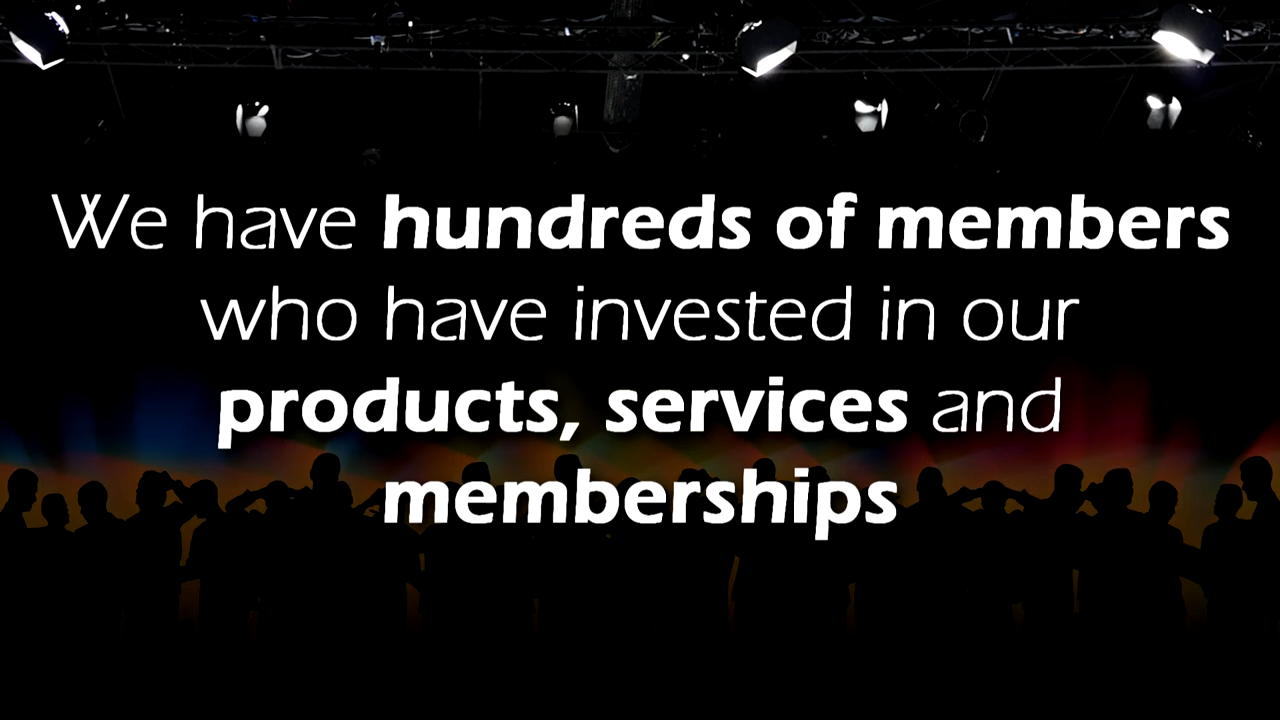 We have hundreds of members
who have invested in our
products, services and
memberships